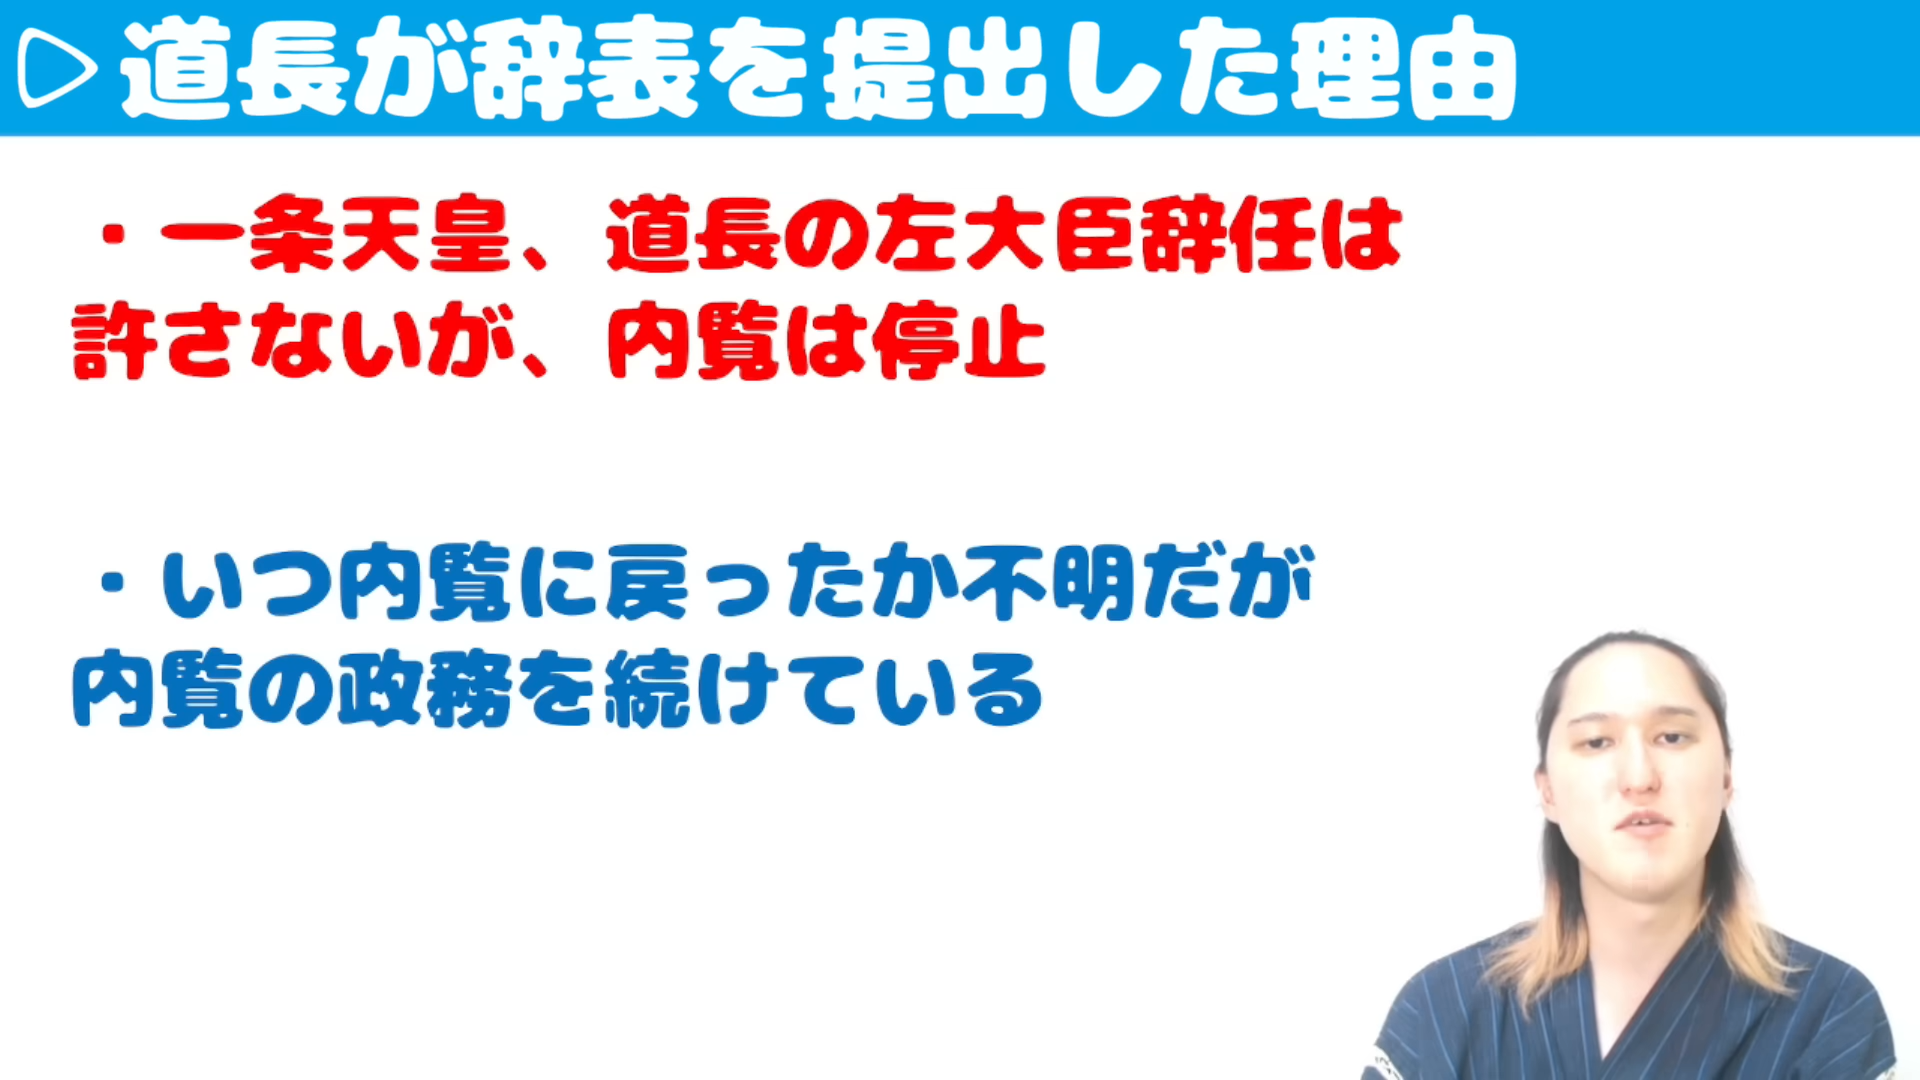 道長が辞表を提出した理由
・一条天皇、道長の左大臣辞任は
許さないが、内覧は停止
・いつ内覧に戻ったか不明だが
内覧の政務を続けている